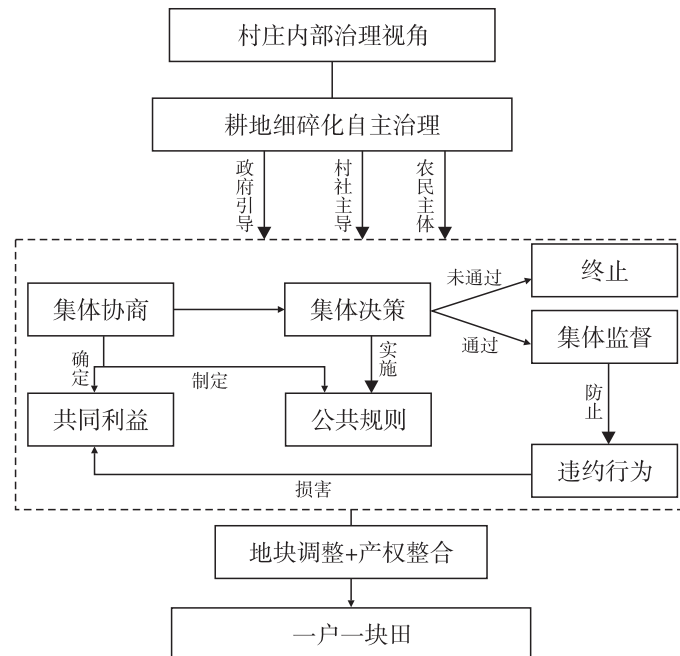 村庄内部治理视角
耕地细碎化自主治理
政府引导
村社主导
农民主体
未通过
终止
集体协商
集体决策
通过
集体监督
确定
制定
实施
防止
共同利益
公共规则
违约行为
损害
地块调整+产权整合
一户一块田